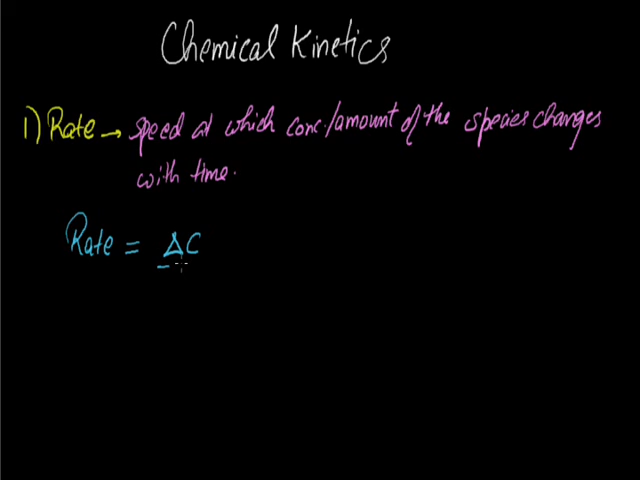 Chemical Kinetics
1) Rate → speed at which conc./amount of the species changes
with time.
Rate = ΔC